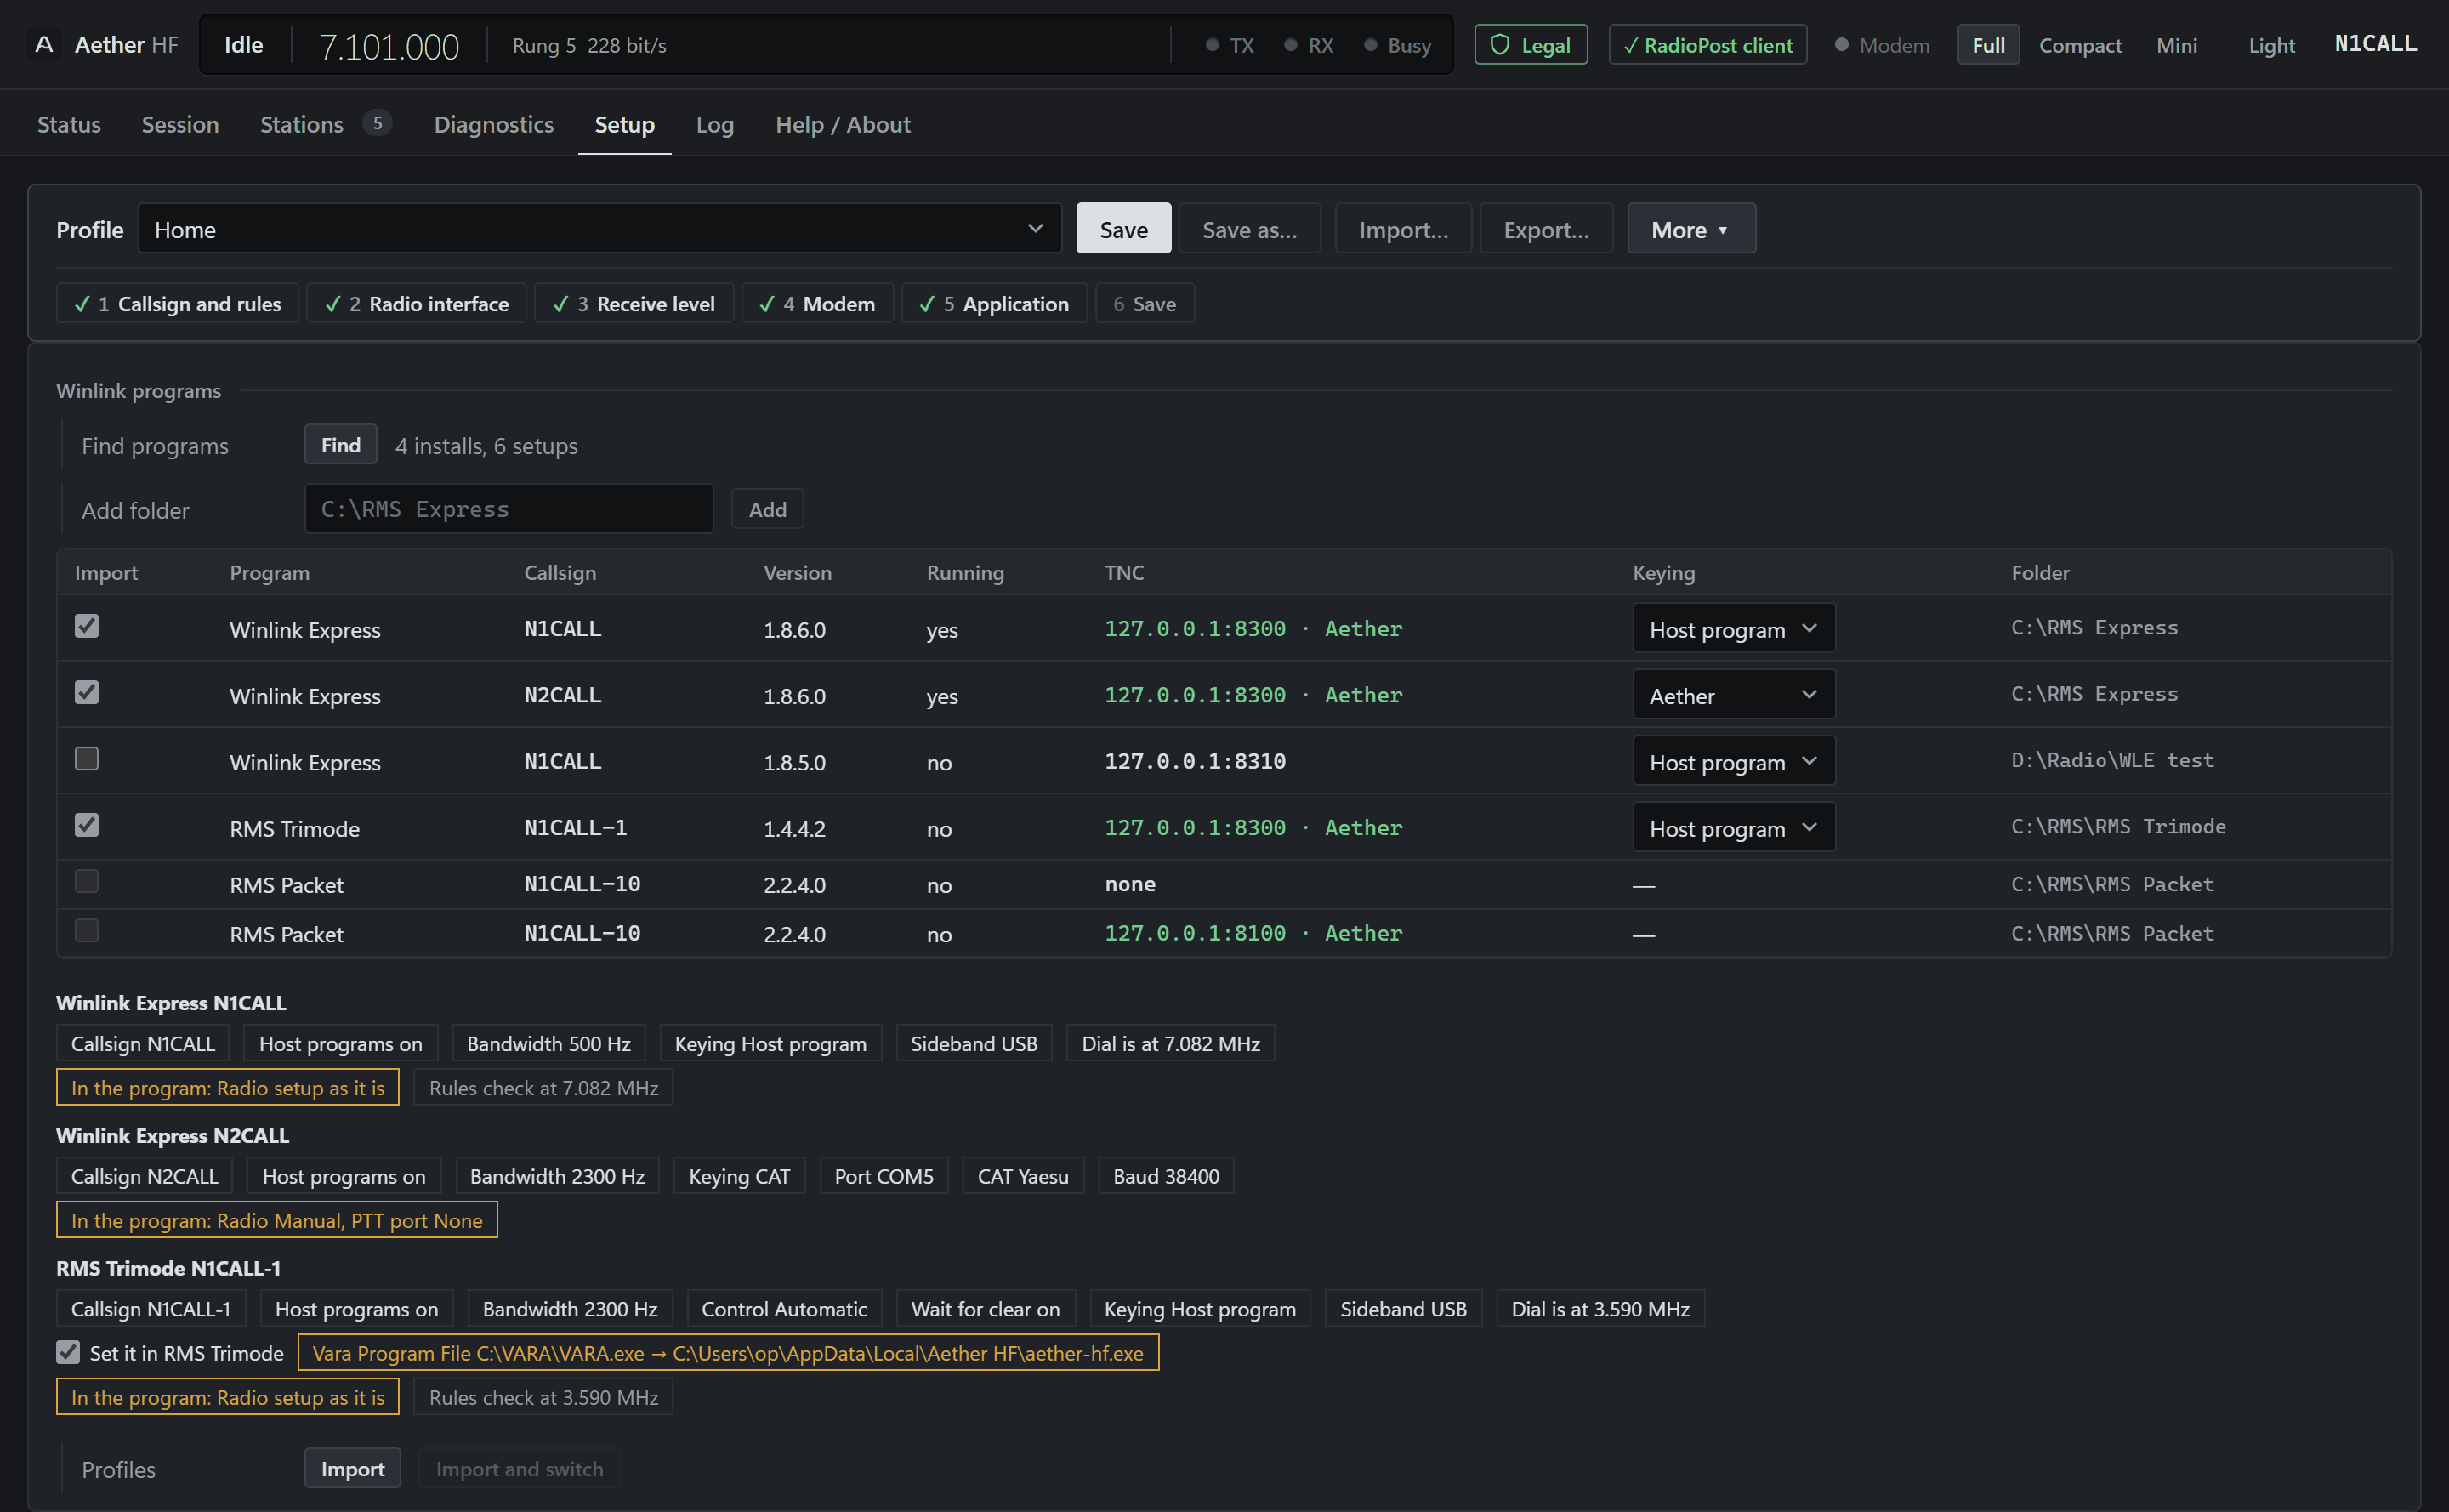 Aether HF Idle 7.101.000 Rung 5 228 bit/s TX RX Busy Legal ✓ RadioPost client Modem Full Compact Mini Light N1CALL
Status Session Stations 5 Diagnostics Setup Log Help / About
Profile Home Save Save as... Import... Export... More ▾
✓ 1 Callsign and rules ✓ 2 Radio interface ✓ 3 Receive level ✓ 4 Modem ✓ 5 Application 6 Save
Winlink programs
Find programs Find 4 installs, 6 setups
Add folder C:\RMS Express Add
Import Program Callsign Version Running TNC Keying Folder
Winlink Express N1CALL 1.8.6.0 yes 127.0.0.1:8300 · Aether Host program C:\RMS Express
Winlink Express N2CALL 1.8.6.0 yes 127.0.0.1:8300 · Aether Aether C:\RMS Express
Winlink Express N1CALL 1.8.5.0 no 127.0.0.1:8310 Host program D:\Radio\WLE test
RMS Trimode N1CALL-1 1.4.4.2 no 127.0.0.1:8300 · Aether Host program C:\RMS\RMS Trimode
RMS Packet N1CALL-10 2.2.4.0 no none — C:\RMS\RMS Packet
RMS Packet N1CALL-10 2.2.4.0 no 127.0.0.1:8100 · Aether — C:\RMS\RMS Packet
Winlink Express N1CALL
Callsign N1CALL Host programs on Bandwidth 500 Hz Keying Host program Sideband USB Dial is at 7.082 MHz
In the program: Radio setup as it is Rules check at 7.082 MHz
Winlink Express N2CALL
Callsign N2CALL Host programs on Bandwidth 2300 Hz Keying CAT Port COM5 CAT Yaesu Baud 38400
In the program: Radio Manual, PTT port None
RMS Trimode N1CALL-1
Callsign N1CALL-1 Host programs on Bandwidth 2300 Hz Control Automatic Wait for clear on Keying Host program Sideband USB Dial is at 3.590 MHz
Set it in RMS Trimode Vara Program File C:\VARA\VARA.exe → C:\Users\op\AppData\Local\Aether HF\aether-hf.exe
In the program: Radio setup as it is Rules check at 3.590 MHz
Profiles Import Import and switch